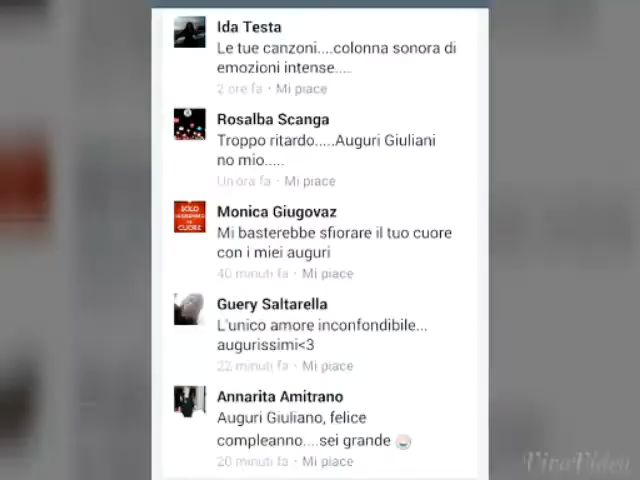 Ida Testa
Le tue canzoni....colonna sonora di
emozioni intense....
2 ore fa · Mi piace
Rosalba Scanga
Troppo ritardo.....Auguri Giuliani
no mio.....
Un'ora fa · Mi piace
Monica Giugovaz
SOLO
CUORE
Mi basterebbe sfiorare il tuo cuore
con i miei auguri
40 minuti fa · Mi piace
Guery Saltarella
L'unico amore inconfondibile...
augurissimi<3
22 minuti fa · Mi piace
Annarita Amitrano
Auguri Giuliano, felice
compleanno....sei grande
20 minuti fa · Mi piace
VivaVideo